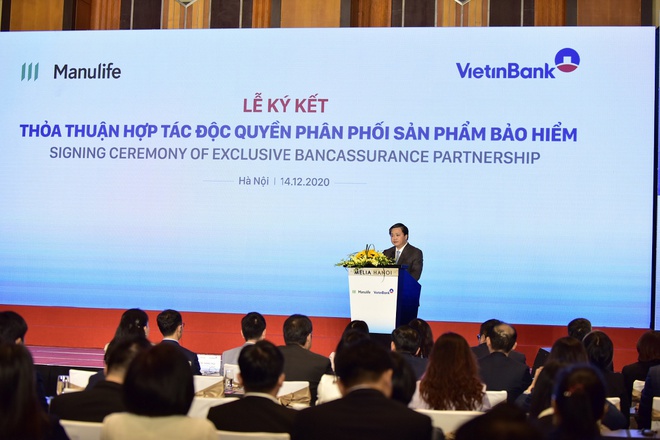 Manulife
VietinBank
LỄ KÝ KẾT
THỎA THUẬN HỢP TÁC ĐỘC QUYỀN PHÂN PHỐI SẢN PHẨM BẢO HIỂM
SIGNING CEREMONY OF EXCLUSIVE BANCASSURANCE PARTNERSHIP
Hà Nội | 14.12.2020
MELIA HANOI
Manulife VietinBank